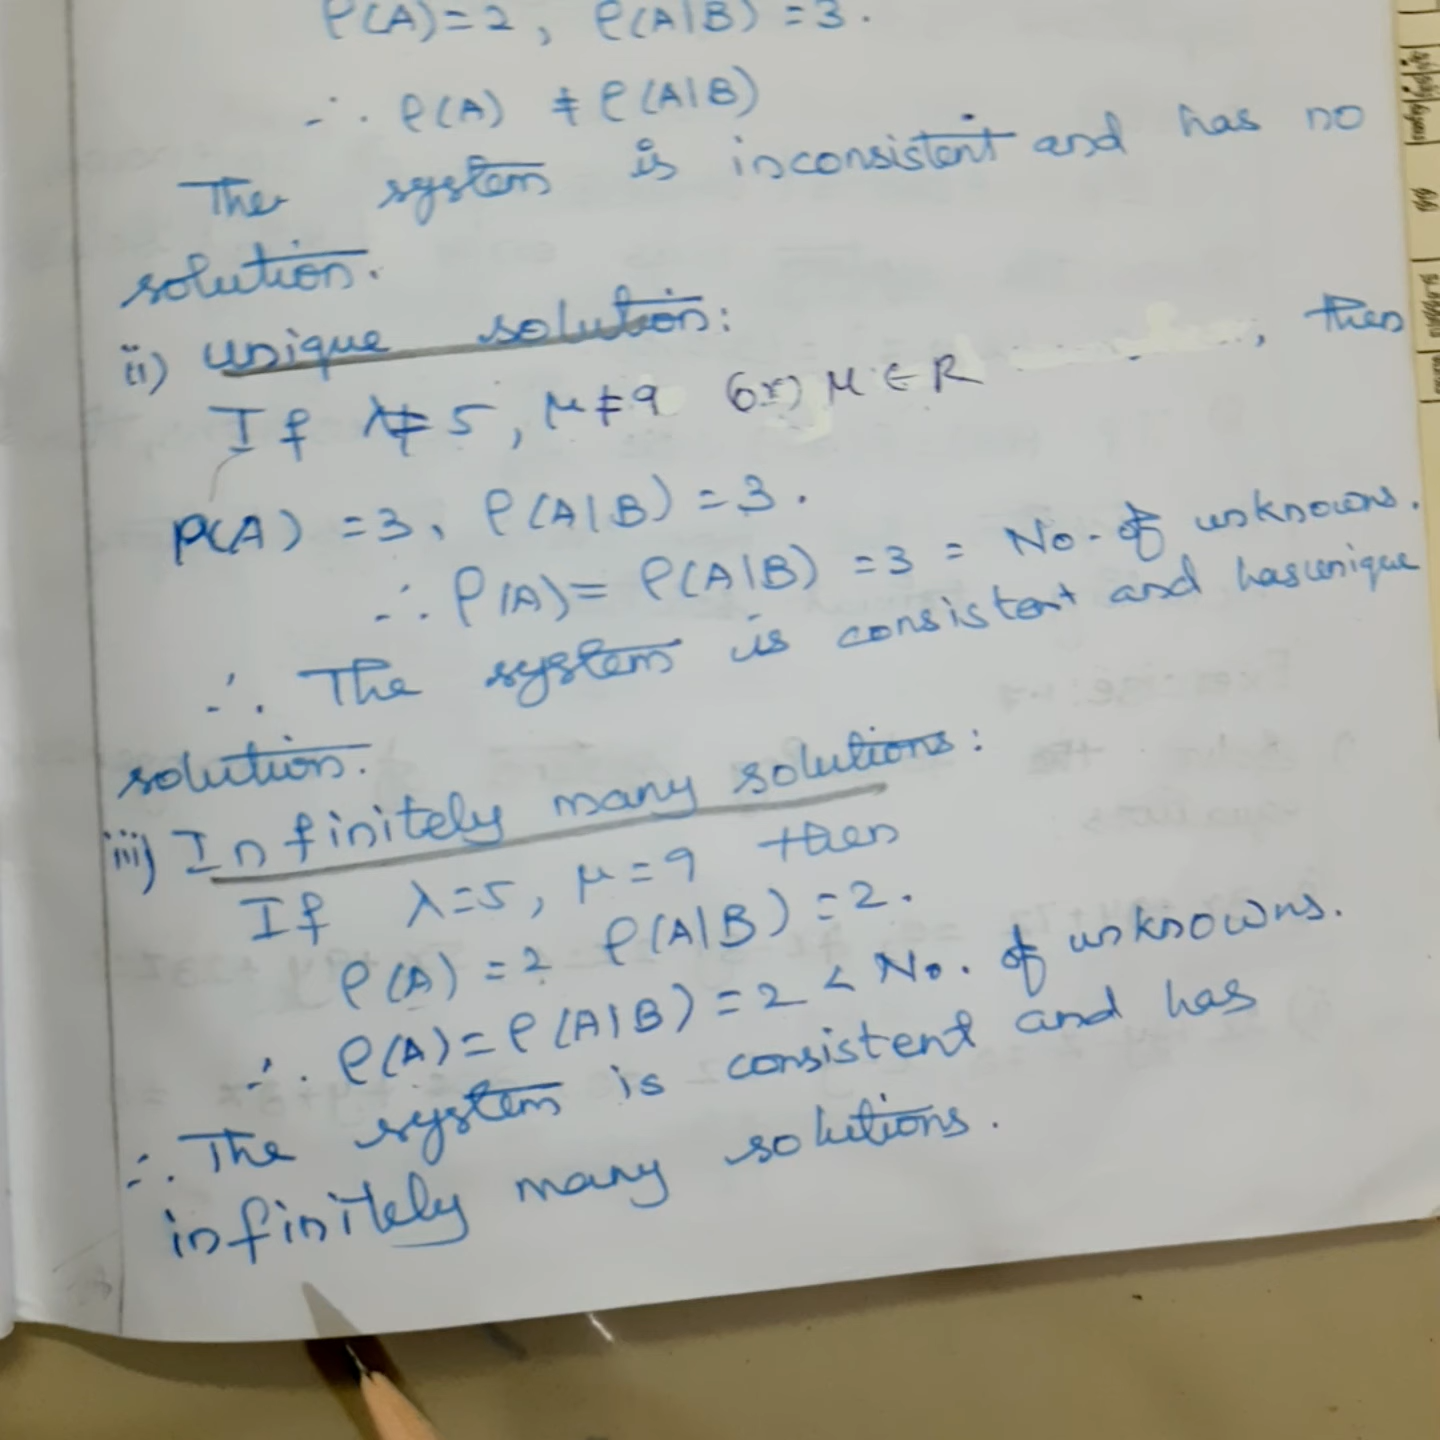 ρ(A)=2, ρ(A|B)=3.
∴ ρ(A) ≠ ρ(A|B)
The system is inconsistent and has no
solution.
ii) unique solution:
If λ≠5, μ≠9 (or) μ∈R , then
ρ(A)=3, ρ(A|B)=3.
∴ ρ(A)= ρ(A|B) =3 = No. of unknowns.
∴ The system is consistent and has unique
solution.
iii) Infinitely many solutions:
If λ=5, μ=9 then
ρ(A)=2 ρ(A|B)=2.
∴ ρ(A)=ρ(A|B)=2 < No. of unknowns.
∴ The system is consistent and has
infinitely many solutions.